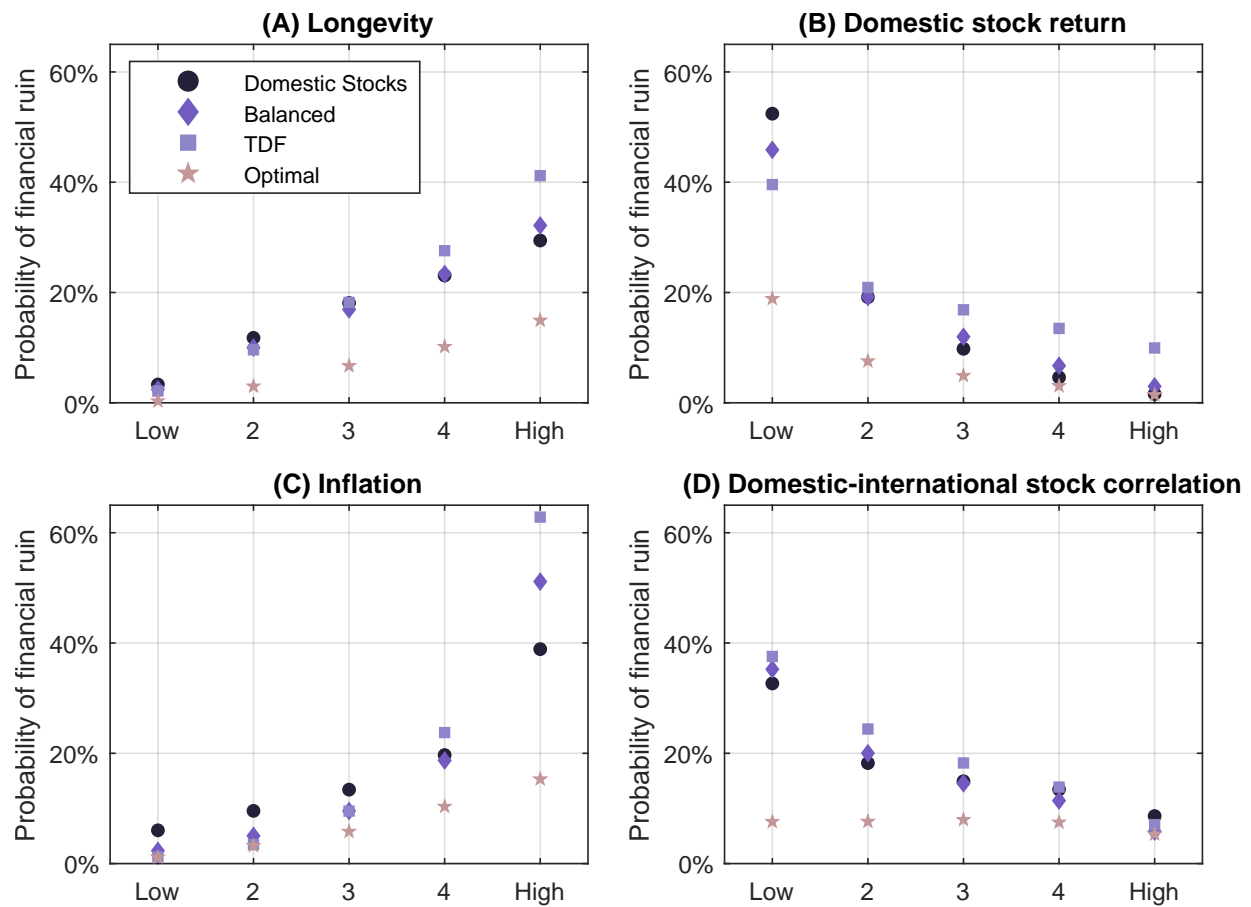 (A) Longevity
Probability of financial ruin
60%
40%
20%
0%
Domestic Stocks
Balanced
TDF
Optimal
Low 2 3 4 High
(B) Domestic stock return
Probability of financial ruin
60%
40%
20%
0%
Low 2 3 4 High
(C) Inflation
Probability of financial ruin
60%
40%
20%
0%
Low 2 3 4 High
(D) Domestic-international stock correlation
Probability of financial ruin
60%
40%
20%
0%
Low 2 3 4 High